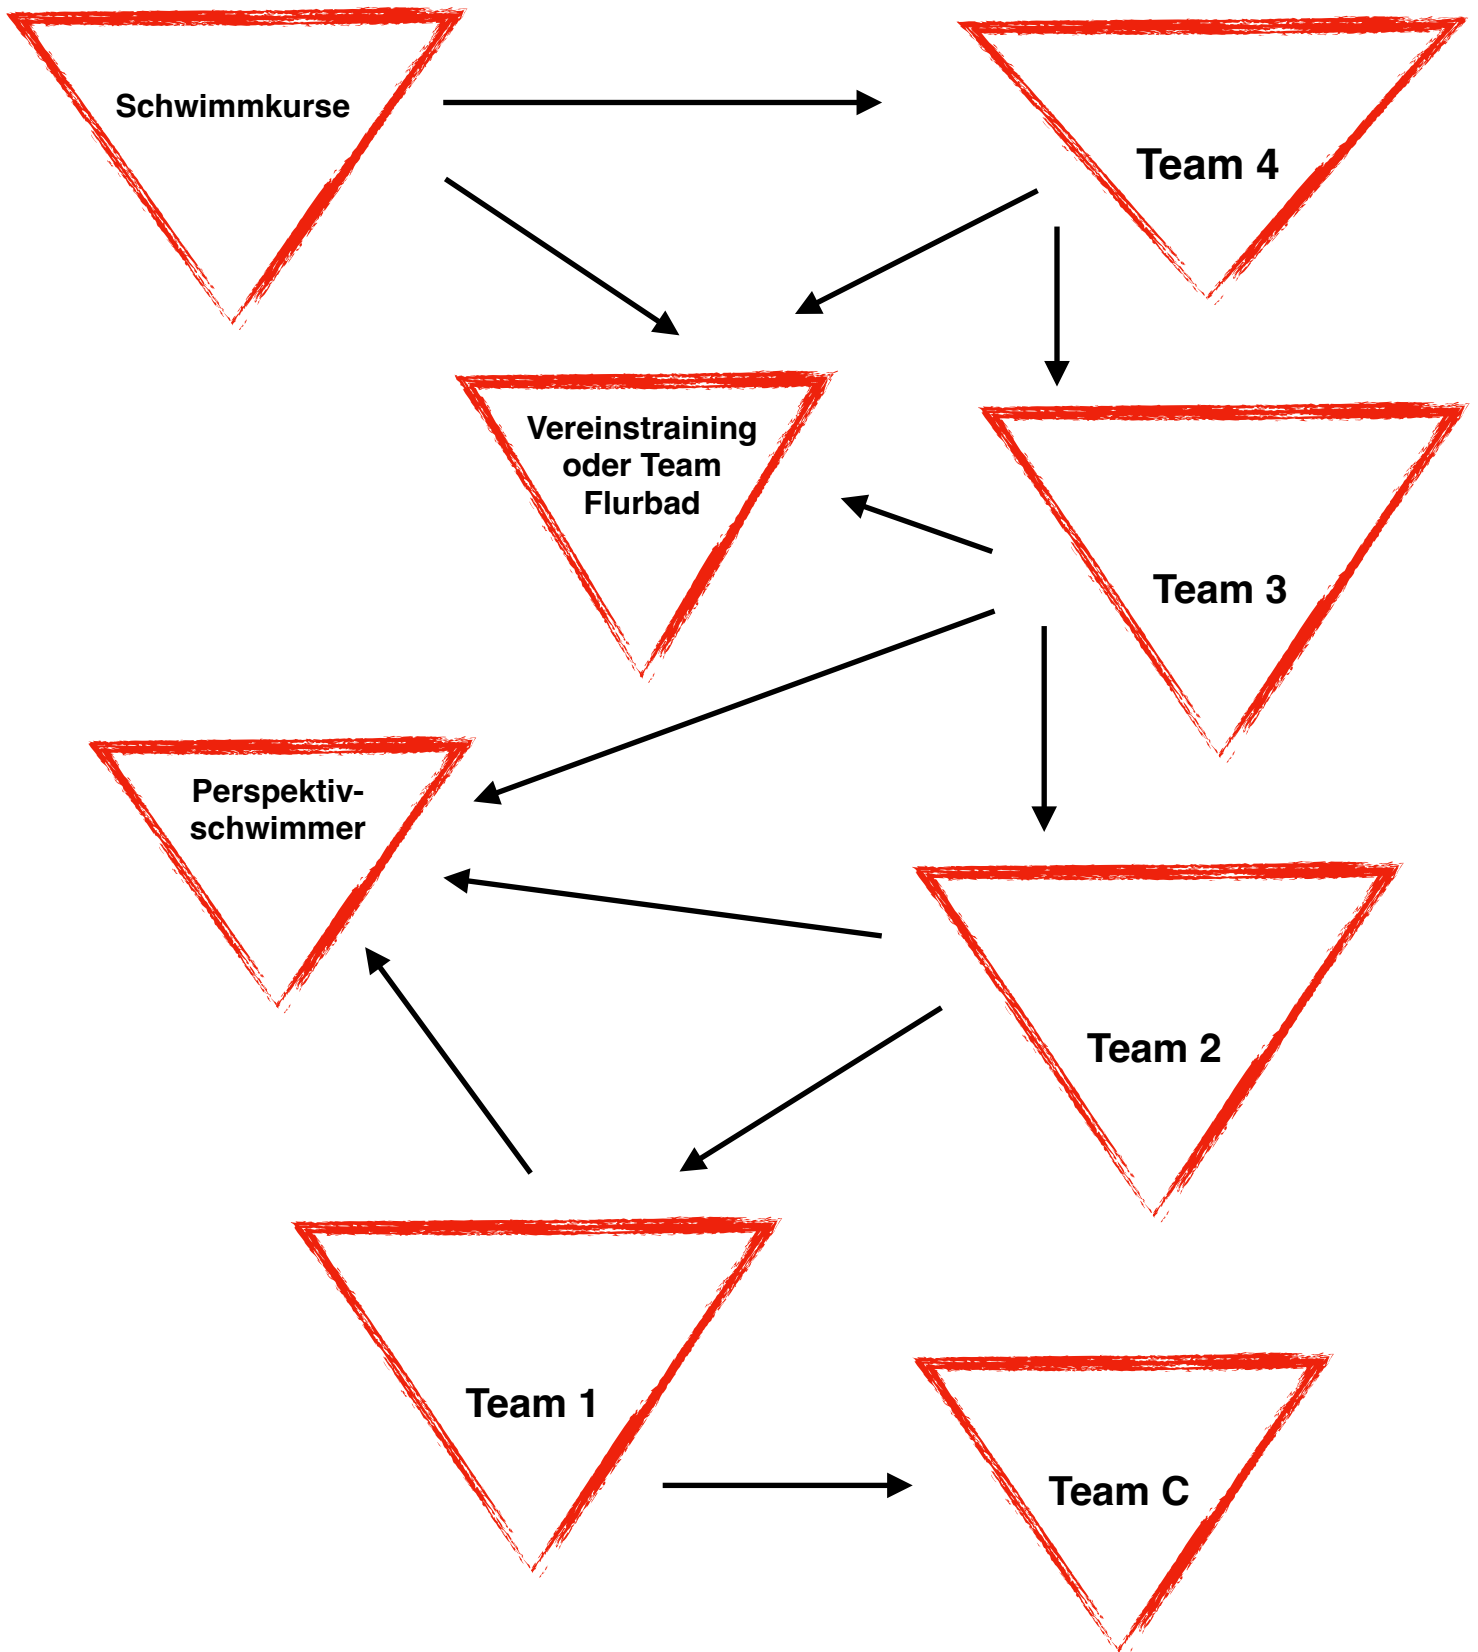 Schwimmkurse
Team 4
Vereinstraining
oder Team
Flurbad
Team 3
Perspektiv-
schwimmer
Team 2
Team 1
Team C